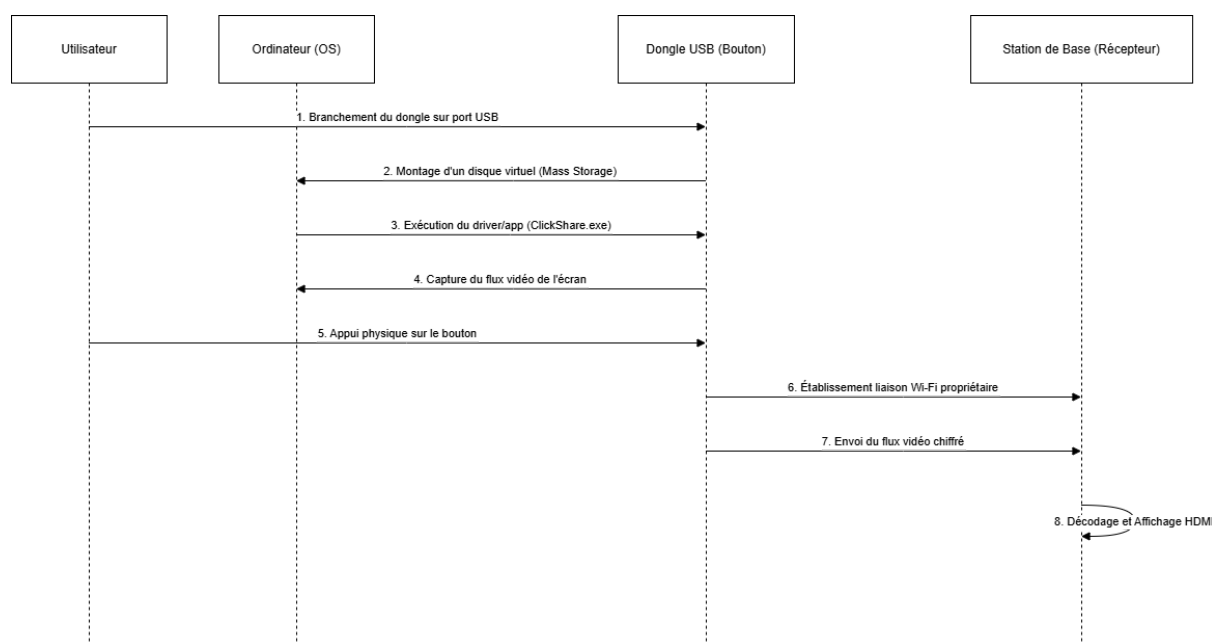 Utilisateur
Ordinateur (OS)
Dongle USB (Bouton)
Station de Base (Récepteur)
1. Branchement du dongle sur port USB
2. Montage d'un disque virtuel (Mass Storage)
3. Exécution du driver/app (ClickShare.exe)
4. Capture du flux vidéo de l'écran
5. Appui physique sur le bouton
6. Établissement liaison Wi-Fi propriétaire
7. Envoi du flux vidéo chiffré
8. Décodage et Affichage HDMI